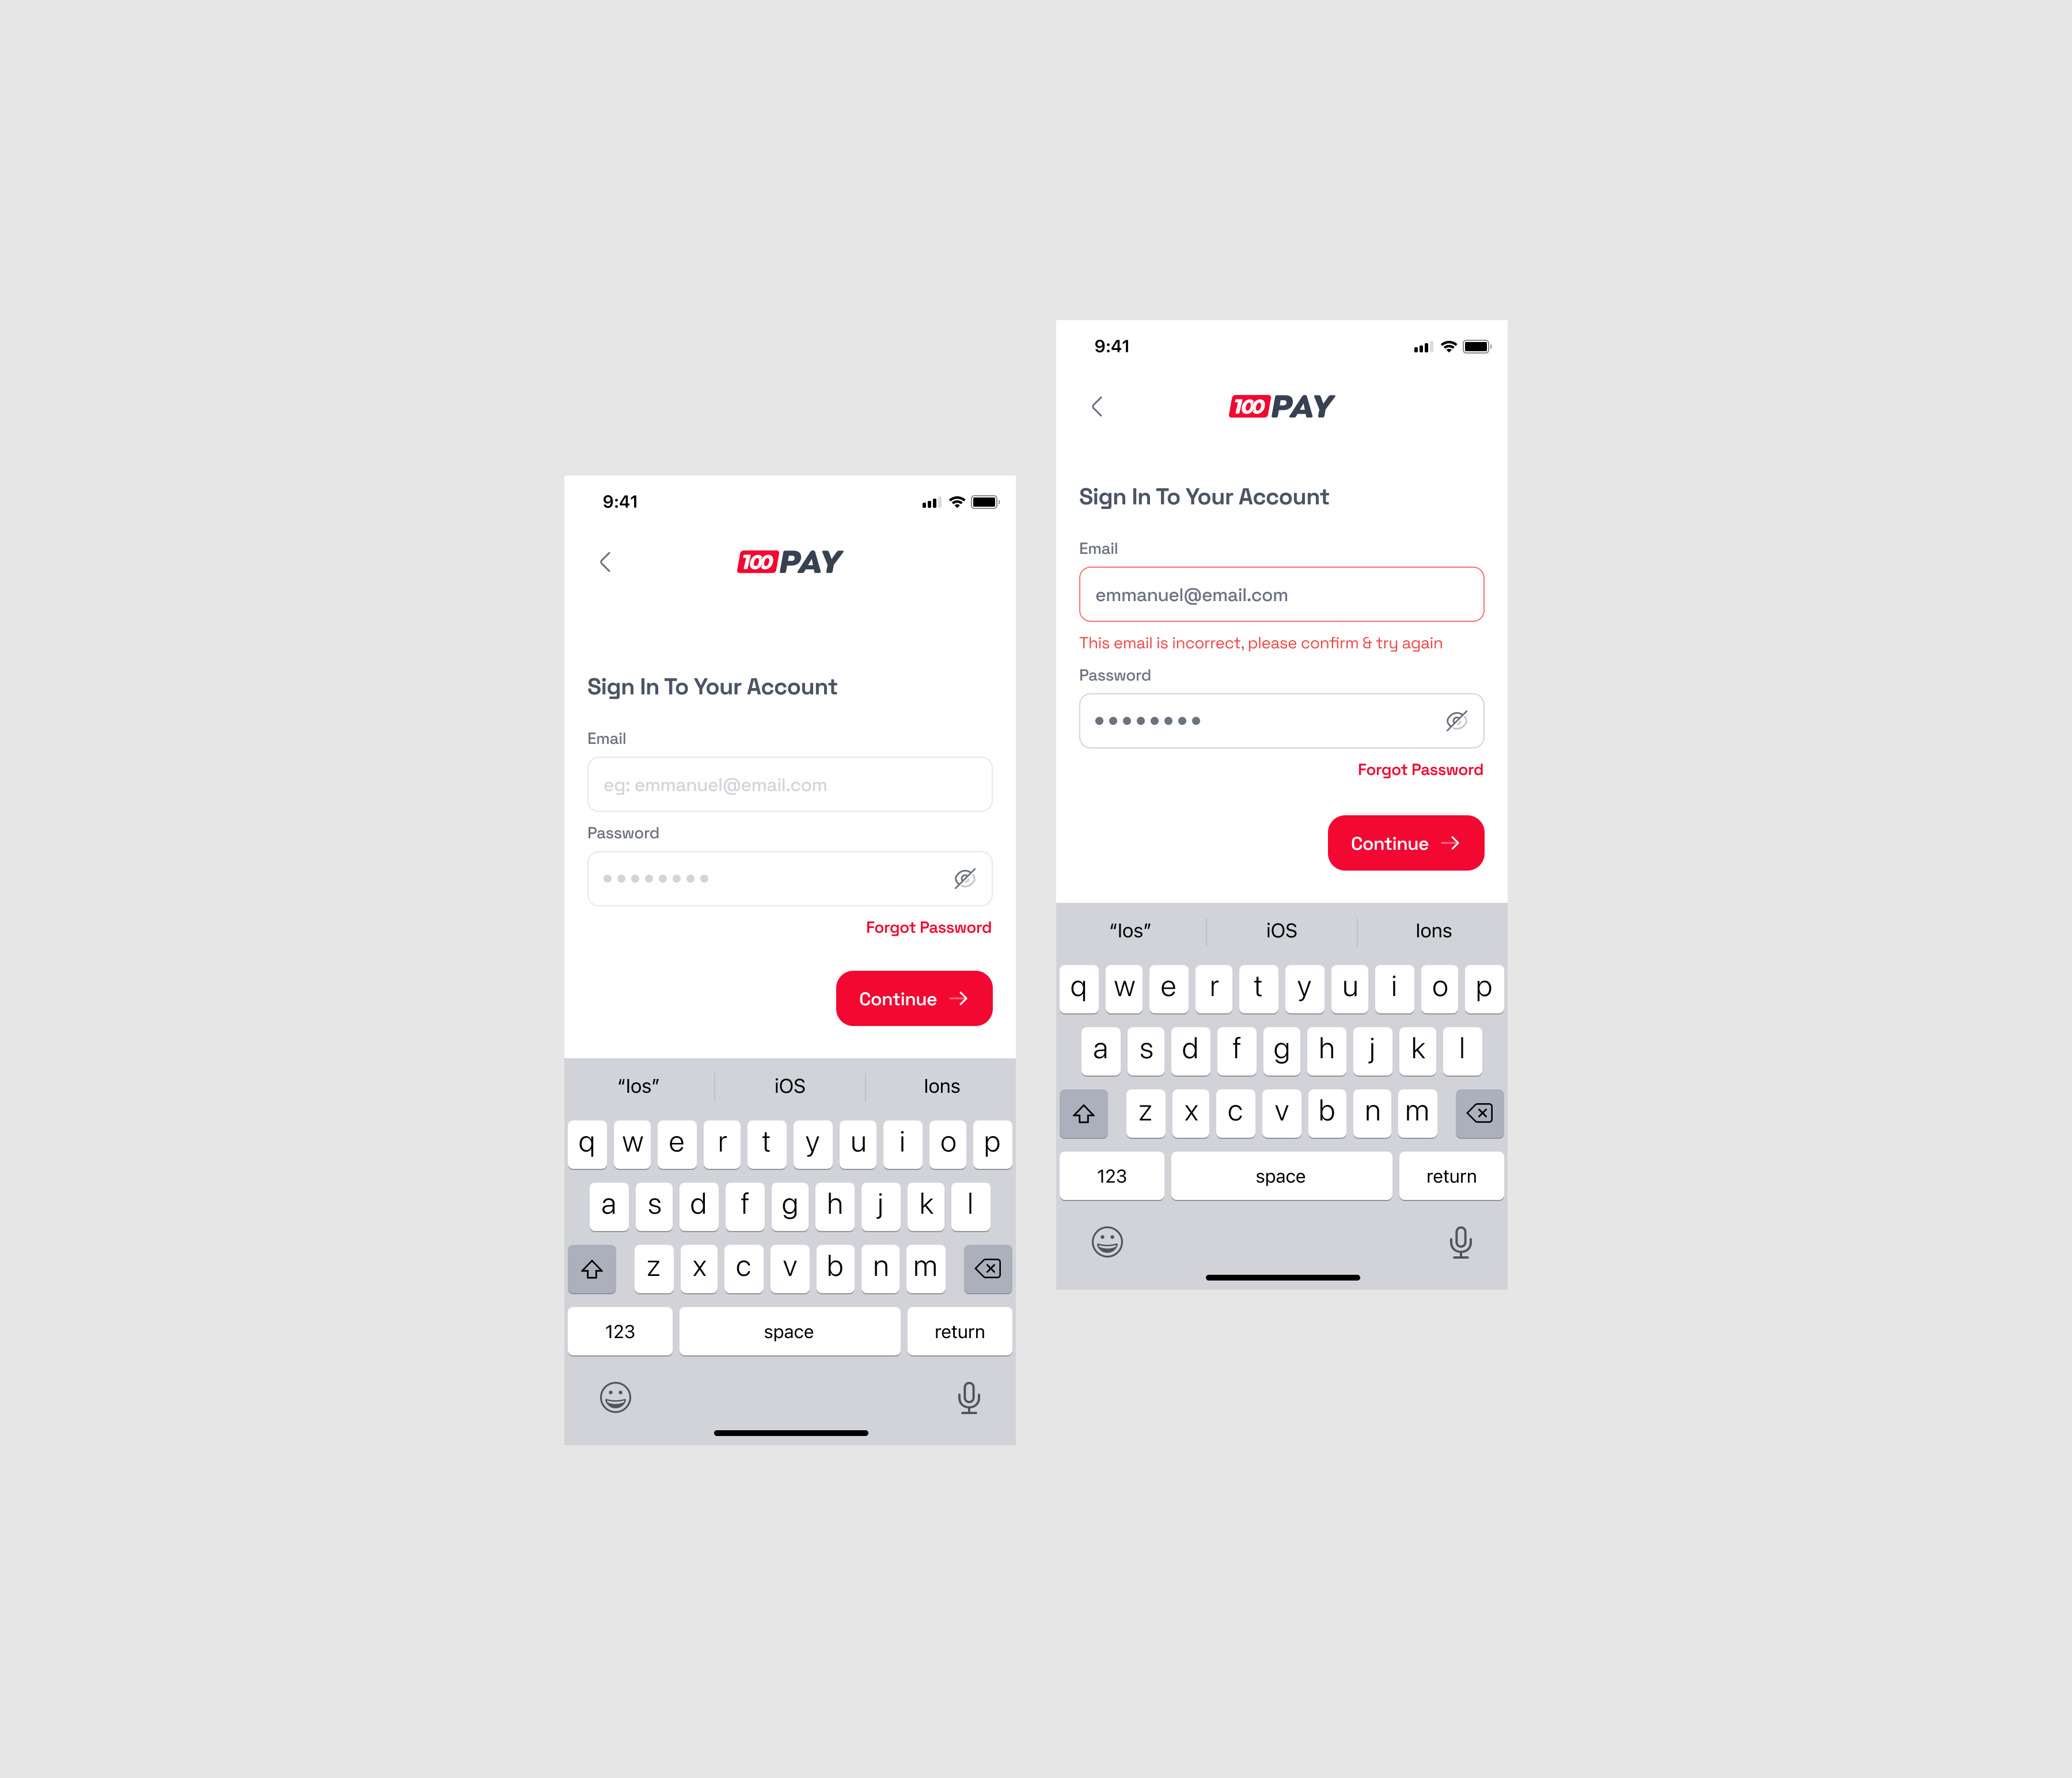 9:41
100 PAY
Sign In To Your Account
Email
eg: emmanuel@email.com
Password
Forgot Password
Continue
“Ios” iOS Ions
q w e r t y u i o p
a s d f g h j k l
z x c v b n m
123 space return
9:41
100 PAY
Sign In To Your Account
Email
emmanuel@email.com
This email is incorrect, please confirm & try again
Password
Forgot Password
Continue
“Ios” iOS Ions
q w e r t y u i o p
a s d f g h j k l
z x c v b n m
123 space return